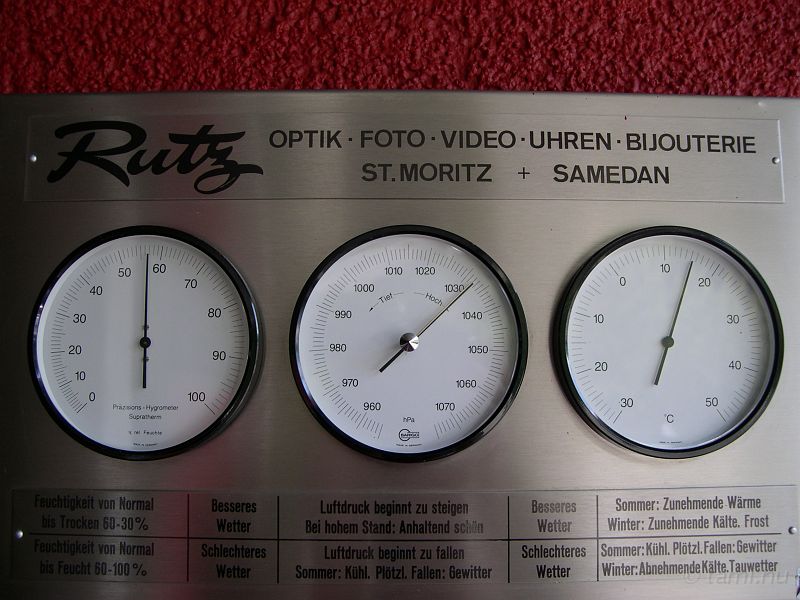 Rutz
OPTIK · FOTO · VIDEO · UHREN · BIJOUTERIE
ST. MORITZ + SAMEDAN
0 10 20 30 40 50 60 70 80 90 100
Präzisions-Hygrometer
Supratherm
% rel. Feuchte
960 970 980 990 1000 1010 1020 1030 1040 1050 1060 1070
Tief Hoch
hPa
BARIGO
30 20 10 0 10 20 30 40 50
°C
Feuchtigkeit von Normal
bis Trocken 60-30%
Besseres
Wetter
Luftdruck beginnt zu steigen
Bei hohem Stand: Anhaltend schön
Besseres
Wetter
Sommer: Zunehmende Wärme
Winter: Zunehmende Kälte. Frost
Feuchtigkeit von Normal
bis Feucht 60-100%
Schlechteres
Wetter
Luftdruck beginnt zu fallen
Sommer: Kühl. Plötzl. Fallen: Gewitter
Schlechteres
Wetter
Sommer: Kühl. Plötzl. Fallen: Gewitter
Winter: Abnehmende Kälte. Tauwetter
© tami.hu